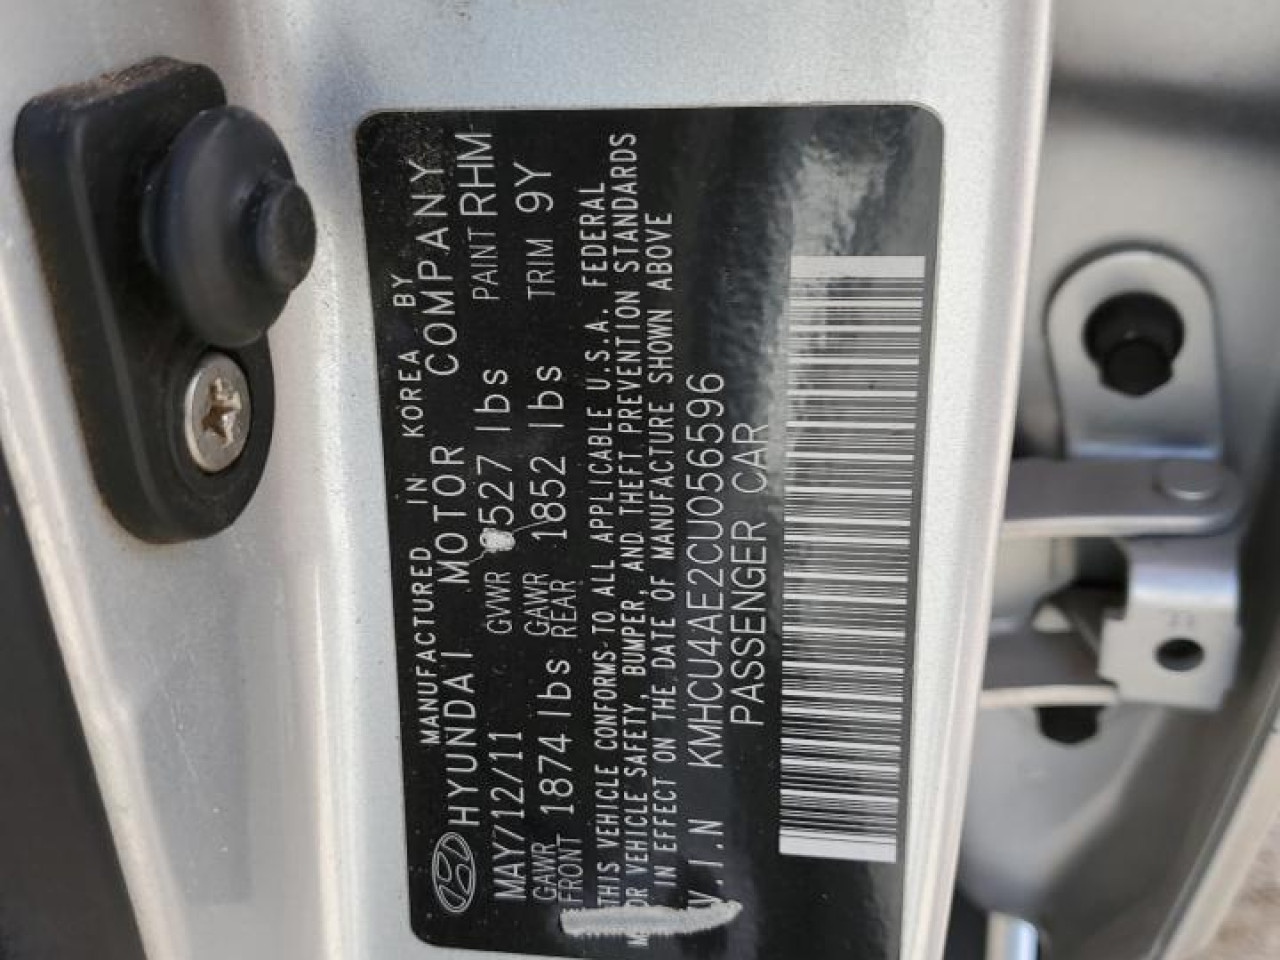 MANUFACTURED IN KOREA BY
HYUNDAI MOTOR COMPANY
MAY/12/11 GVWR 527 lbs PAINT RHM
GAWR FRONT 1874 lbs GAWR REAR 1852 lbs TRIM 9Y
THIS VEHICLE CONFORMS TO ALL APPLICABLE U.S.A. FEDERAL
MOTOR VEHICLE SAFETY, BUMPER, AND THEFT PREVENTION STANDARDS
IN EFFECT ON THE DATE OF MANUFACTURE SHOWN ABOVE
V.I.N KMHCU4AE2CU056596
PASSENGER CAR